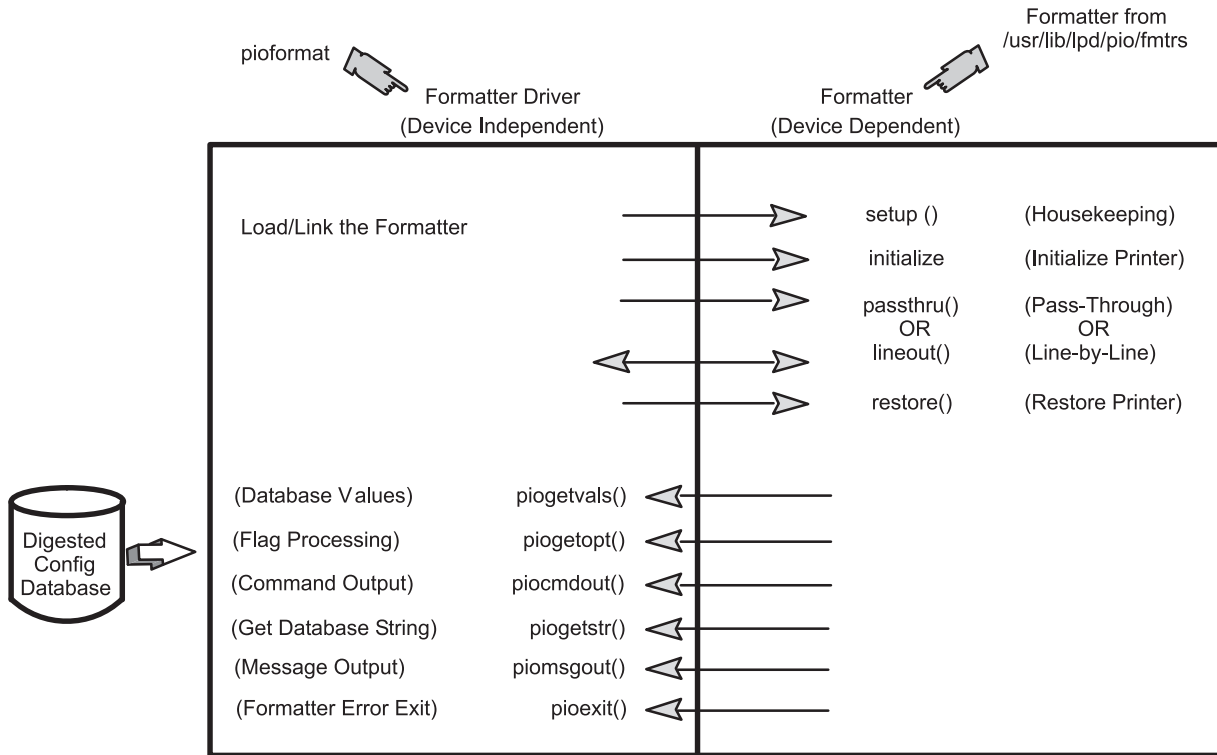 Formatter from
/usr/lib/lpd/pio/fmtrs
pioformat
Formatter Driver
(Device Independent)
Formatter
(Device Dependent)
Load/Link the Formatter
setup () (Housekeeping)
initialize (Initialize Printer)
passthru() (Pass-Through)
OR OR
lineout() (Line-by-Line)
restore() (Restore Printer)
Digested
Config
Database
(Database Values) piogetvals()
(Flag Processing) piogetopt()
(Command Output) piocmdout()
(Get Database String) piogetstr()
(Message Output) piomsgout()
(Formatter Error Exit) pioexit()